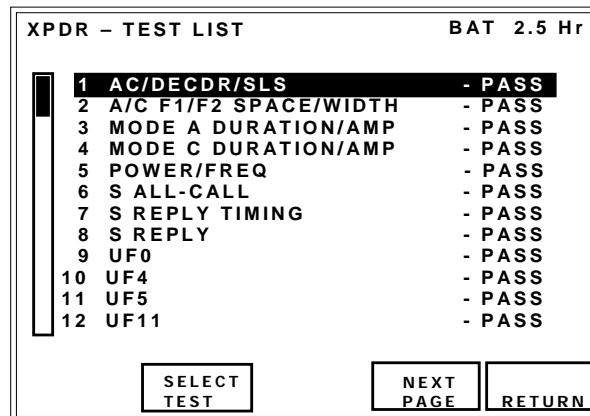 XPDR – TEST LIST BAT 2.5 Hr
1 AC/DECDR/SLS - PASS
2 A/C F1/F2 SPACE/WIDTH - PASS
3 MODE A DURATION/AMP - PASS
4 MODE C DURATION/AMP - PASS
5 POWER/FREQ - PASS
6 S ALL-CALL - PASS
7 S REPLY TIMING - PASS
8 S REPLY - PASS
9 UF0 - PASS
10 UF4 - PASS
11 UF5 - PASS
12 UF11 - PASS
SELECT
TEST
NEXT
PAGE
RETURN